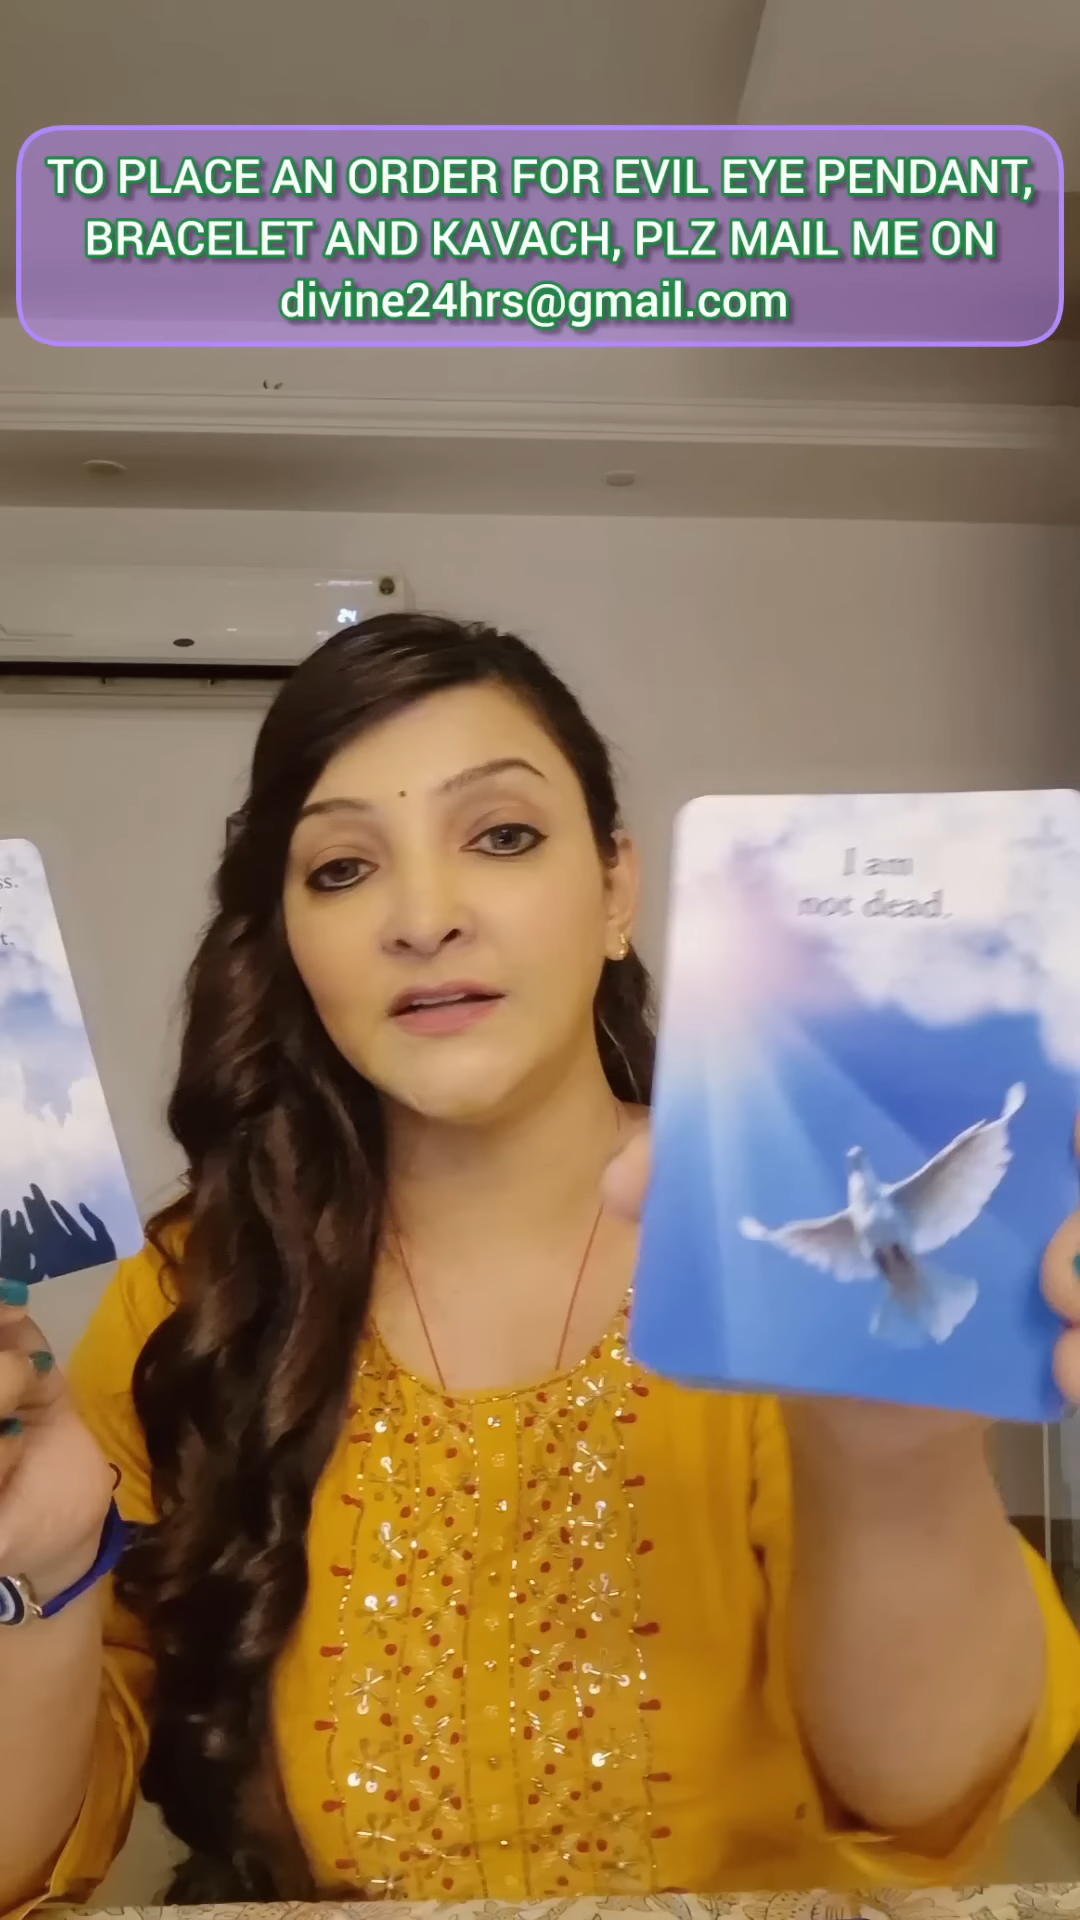 TO PLACE AN ORDER FOR EVIL EYE PENDANT,
BRACELET AND KAVACH, PLZ MAIL ME ON
divine24hrs@gmail.com
24
I am
not dead.